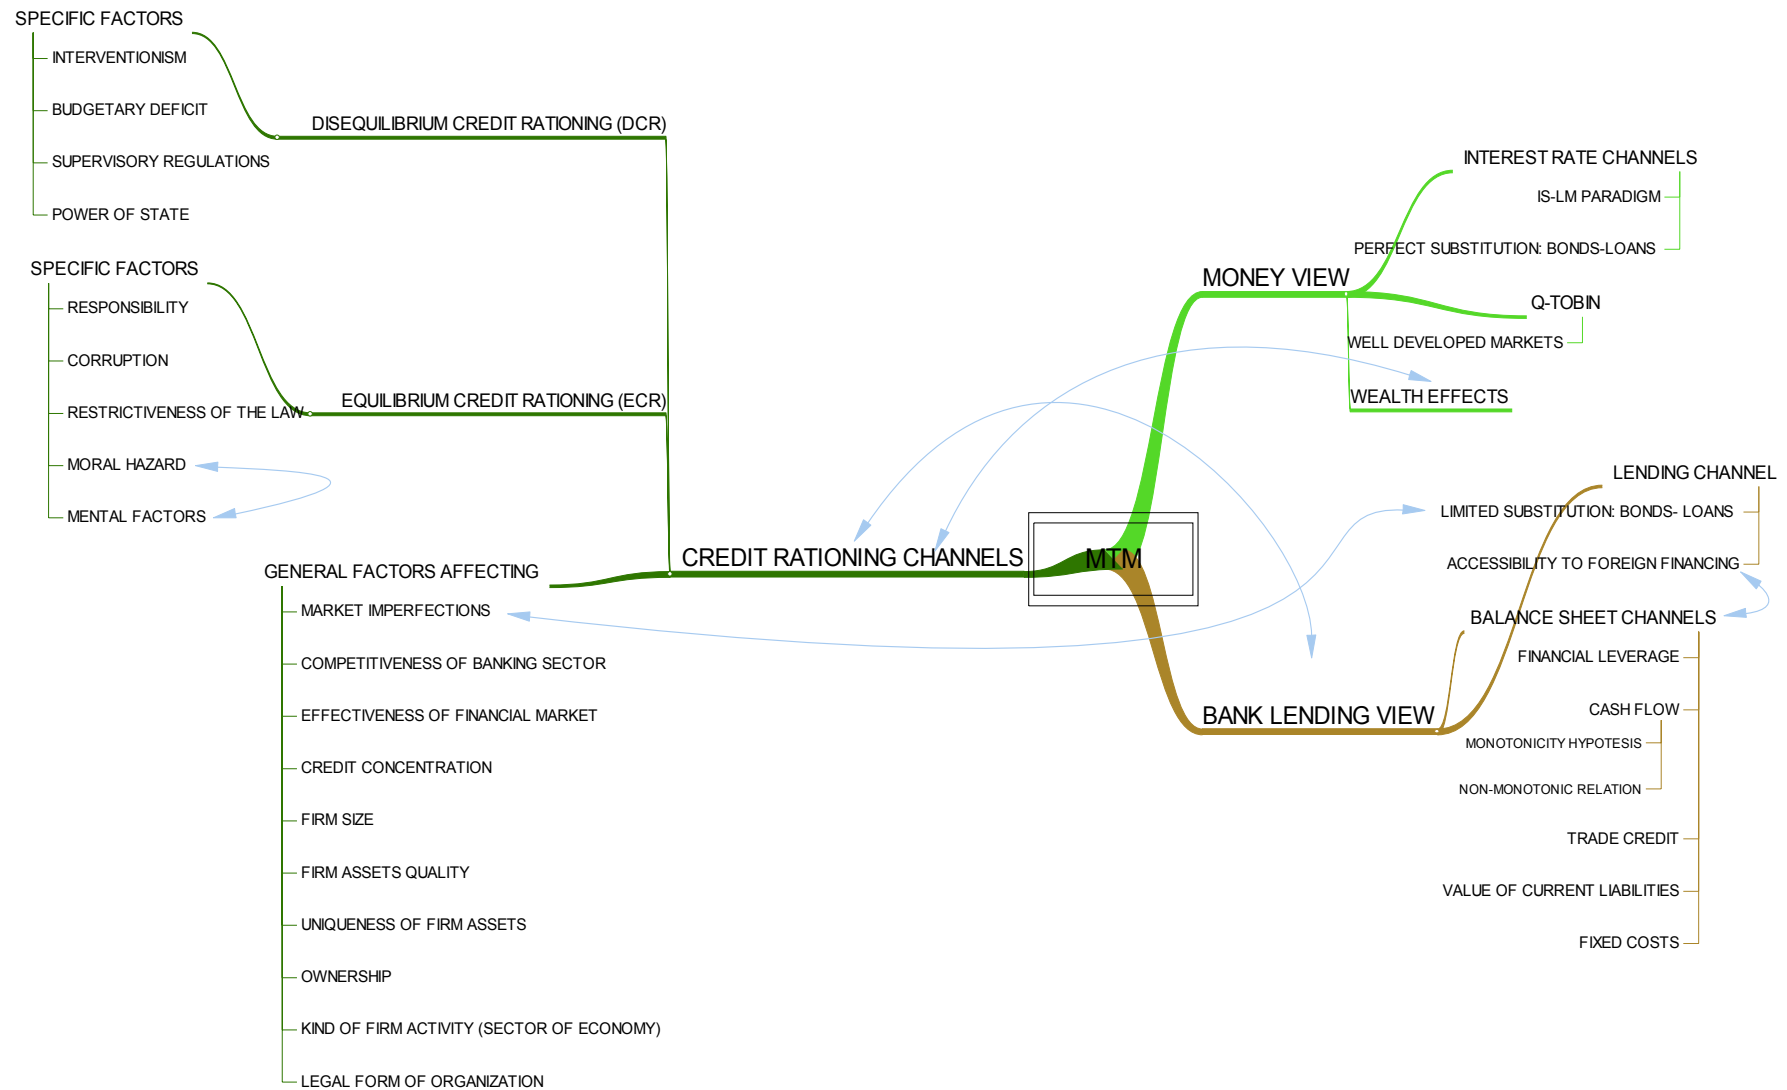 SPECIFIC FACTORS
INTERVENTIONISM
BUDGETARY DEFICIT
SUPERVISORY REGULATIONS
POWER OF STATE
DISEQUILIBRIUM CREDIT RATIONING (DCR)
SPECIFIC FACTORS
RESPONSIBILITY
CORRUPTION
RESTRICTIVENESS OF THE LAW
MORAL HAZARD
MENTAL FACTORS
EQUILIBRIUM CREDIT RATIONING (ECR)
GENERAL FACTORS AFFECTING
MARKET IMPERFECTIONS
COMPETITIVENESS OF BANKING SECTOR
EFFECTIVENESS OF FINANCIAL MARKET
CREDIT CONCENTRATION
FIRM SIZE
FIRM ASSETS QUALITY
UNIQUENESS OF FIRM ASSETS
OWNERSHIP
KIND OF FIRM ACTIVITY (SECTOR OF ECONOMY)
LEGAL FORM OF ORGANIZATION
CREDIT RATIONING CHANNELS
MTM
MONEY VIEW
INTEREST RATE CHANNELS
IS-LM PARADIGM
PERFECT SUBSTITUTION: BONDS-LOANS
Q-TOBIN
WELL DEVELOPED MARKETS
WEALTH EFFECTS
BANK LENDING VIEW
LENDING CHANNEL
LIMITED SUBSTITUTION: BONDS- LOANS
ACCESSIBILITY TO FOREIGN FINANCING
BALANCE SHEET CHANNELS
FINANCIAL LEVERAGE
CASH FLOW
MONOTONICITY HYPOTESIS
NON-MONOTONIC RELATION
TRADE CREDIT
VALUE OF CURRENT LIABILITIES
FIXED COSTS